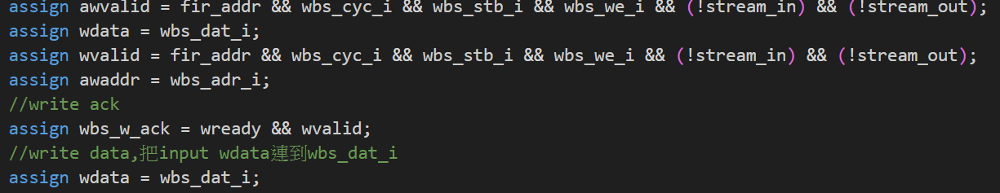 assign awvalid = fir_addr && wbs_cyc_i && wbs_stb_i && wbs_we_i && (!stream_in) && (!stream_out);
assign wdata = wbs_dat_i;
assign wvalid = fir_addr && wbs_cyc_i && wbs_stb_i && wbs_we_i && (!stream_in) && (!stream_out);
assign awaddr = wbs_adr_i;
//write ack
assign wbs_w_ack = wready && wvalid;
//write data,把input wdata連到wbs_dat_i
assign wdata = wbs_dat_i;